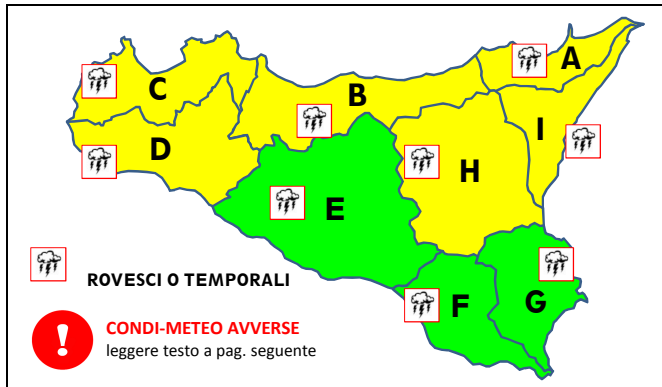 A
C
B
D
I
H
E
F
G
ROVESCI O TEMPORALI
!
CONDI-METEO AVVERSE
leggere testo a pag. seguente